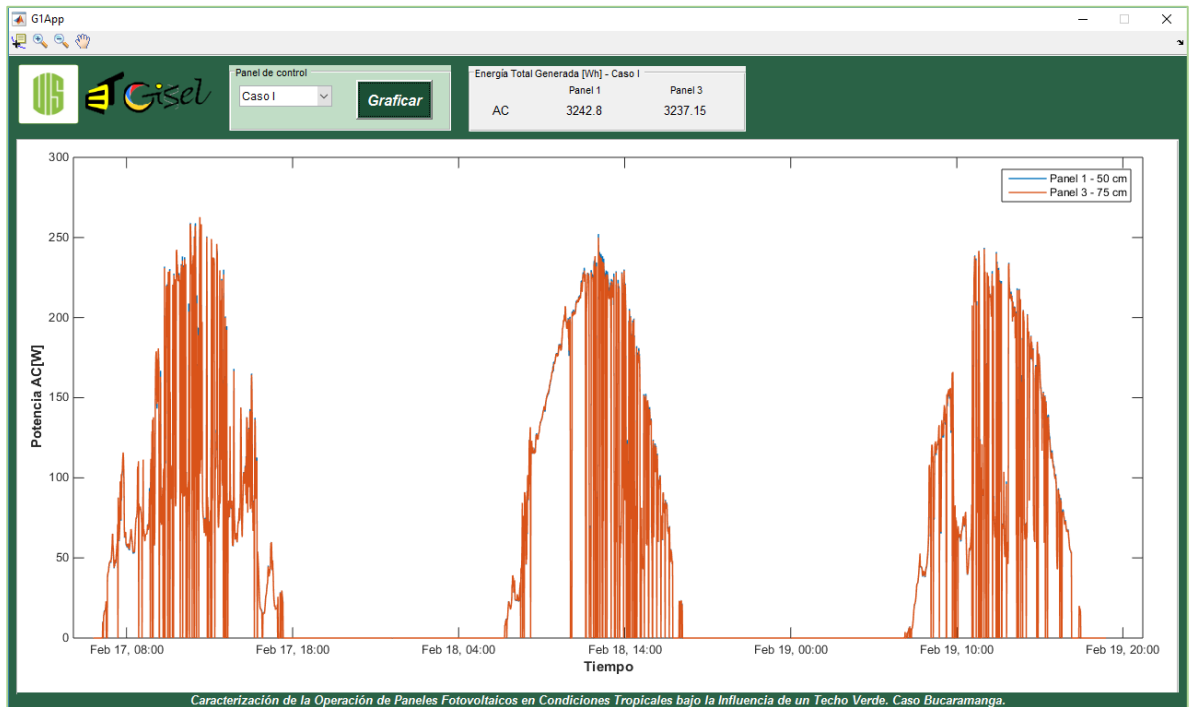 G1App
UIS
Gisel
Panel de control
Caso I
Graficar
Energía Total Generada [Wh] - Caso I
Panel 1
Panel 3
AC
3242.8
3237.15
Panel 1 - 50 cm
Panel 3 - 75 cm
300
250
200
150
100
50
0
Potencia AC[W]
Feb 17, 08:00
Feb 17, 18:00
Feb 18, 04:00
Feb 18, 14:00
Feb 19, 00:00
Feb 19, 10:00
Feb 19, 20:00
Tiempo
Caracterización de la Operación de Paneles Fotovoltaicos en Condiciones Tropicales bajo la Influencia de un Techo Verde. Caso Bucaramanga.